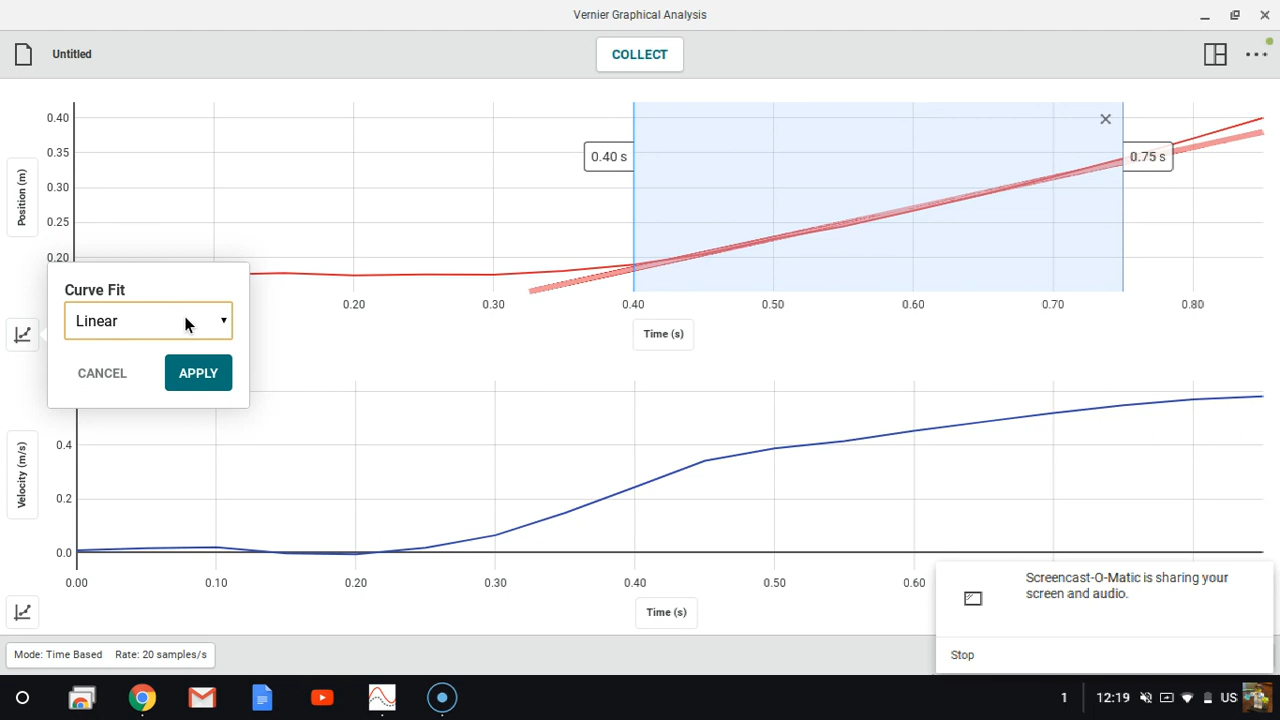 Vernier Graphical Analysis
Untitled
COLLECT
0.40
0.35
0.30
0.25
0.20
Position (m)
0.40 s
0.75 s
0.20
0.30
0.40
0.50
0.60
0.70
0.80
Time (s)
Curve Fit
Linear
CANCEL
APPLY
0.4
0.2
0.0
Velocity (m/s)
0.00
0.10
0.20
0.30
0.40
0.50
0.60
Time (s)
Screencast-O-Matic is sharing your
screen and audio.
Stop
Mode: Time Based Rate: 20 samples/s
1
12:19
US